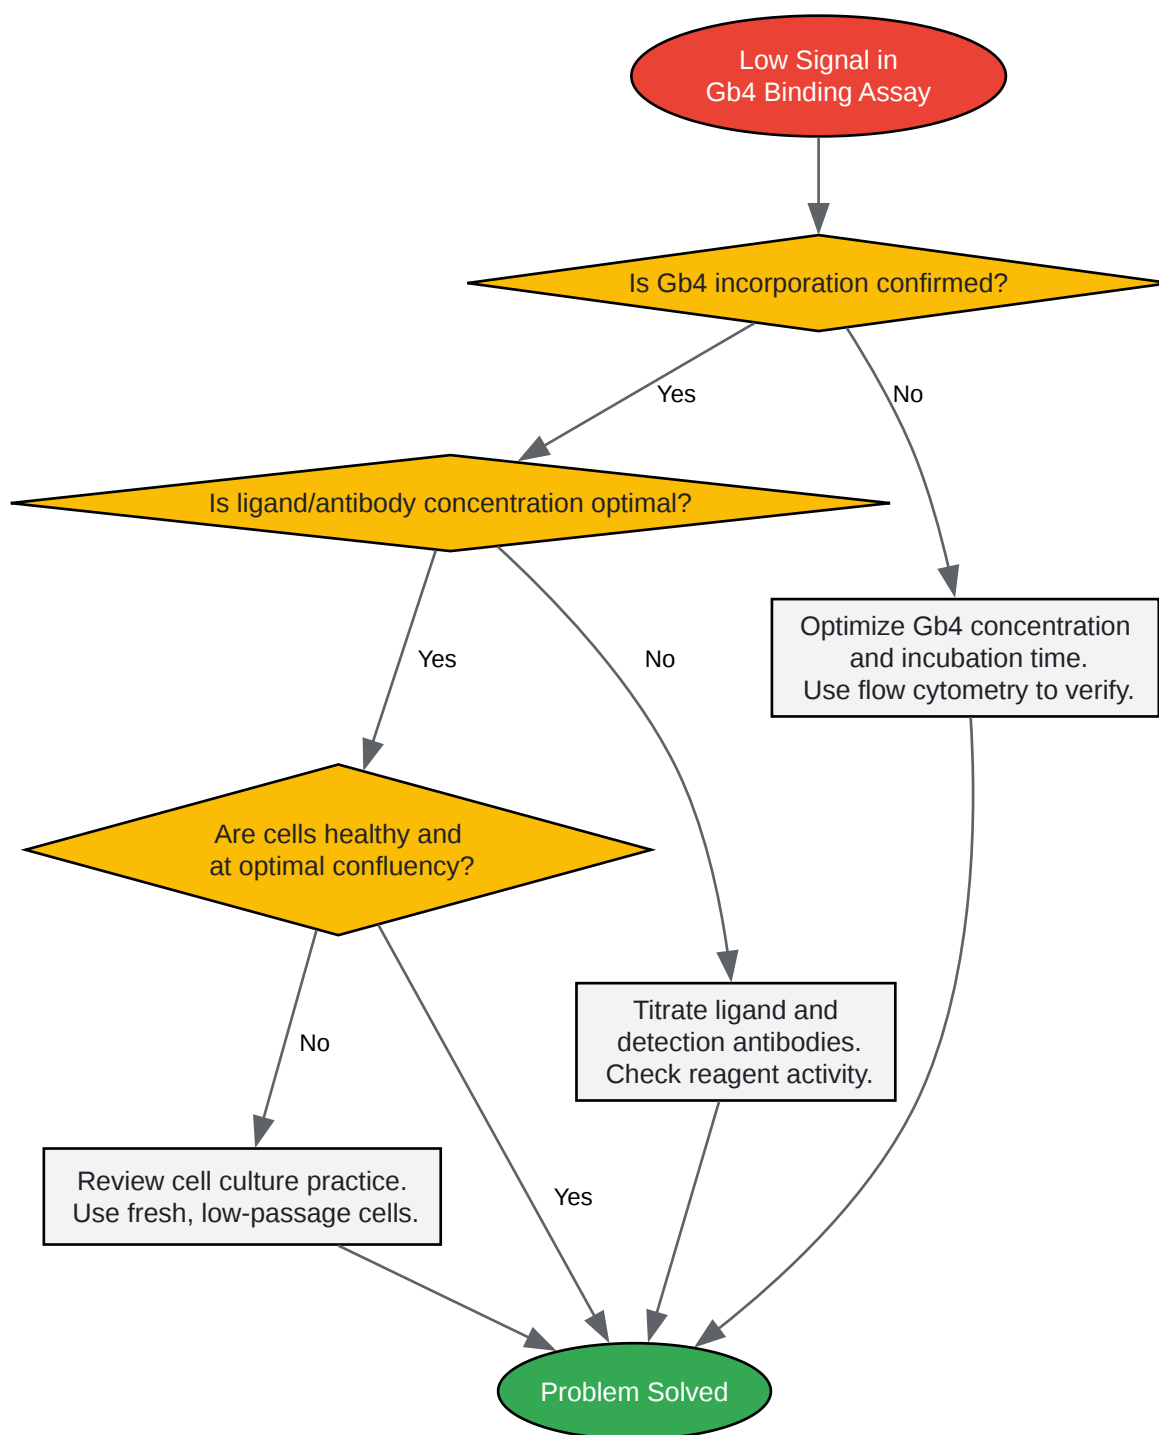 Low Signal in
Gb4 Binding Assay
Is Gb4 incorporation confirmed?
Yes
No
Is ligand/antibody concentration optimal?
Yes
No
Optimize Gb4 concentration
and incubation time.
Use flow cytometry to verify.
Are cells healthy and
at optimal confluency?
No
Yes
Titrate ligand and
detection antibodies.
Check reagent activity.
Review cell culture practice.
Use fresh, low-passage cells.
Problem Solved